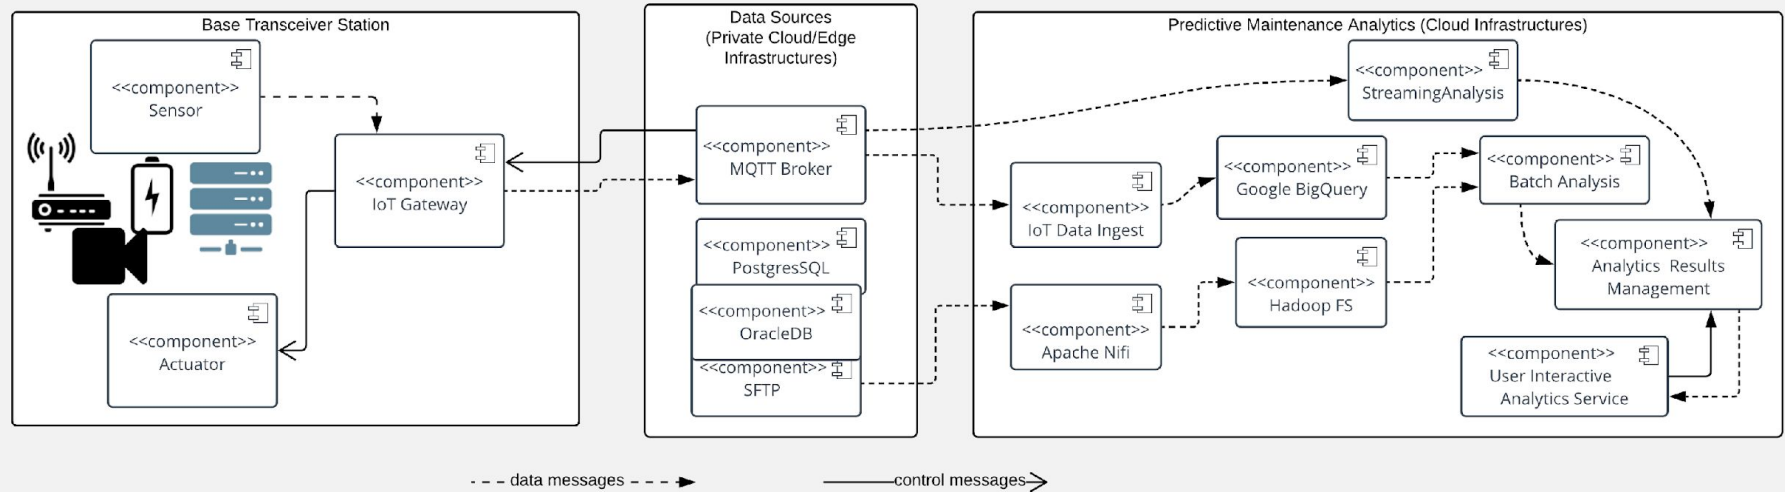 Base Transceiver Station
<<component>>
Sensor
<<component>>
IoT Gateway
<<component>>
Actuator
Data Sources
(Private Cloud/Edge
Infrastructures)
<<component>>
MQTT Broker
<<component>>
PostgresSQL
<<component>>
OracleDB
<<component>>
SFTP
Predictive Maintenance Analytics (Cloud Infrastructures)
<<component>>
StreamingAnalysis
<<component>>
IoT Data Ingest
<<component>>
Google BigQuery
<<component>>
Batch Analysis
<<component>>
Apache Nifi
<<component>>
Hadoop FS
<<component>>
Analytics Results
Management
<<component>>
User Interactive
Analytics Service
data messages
control messages